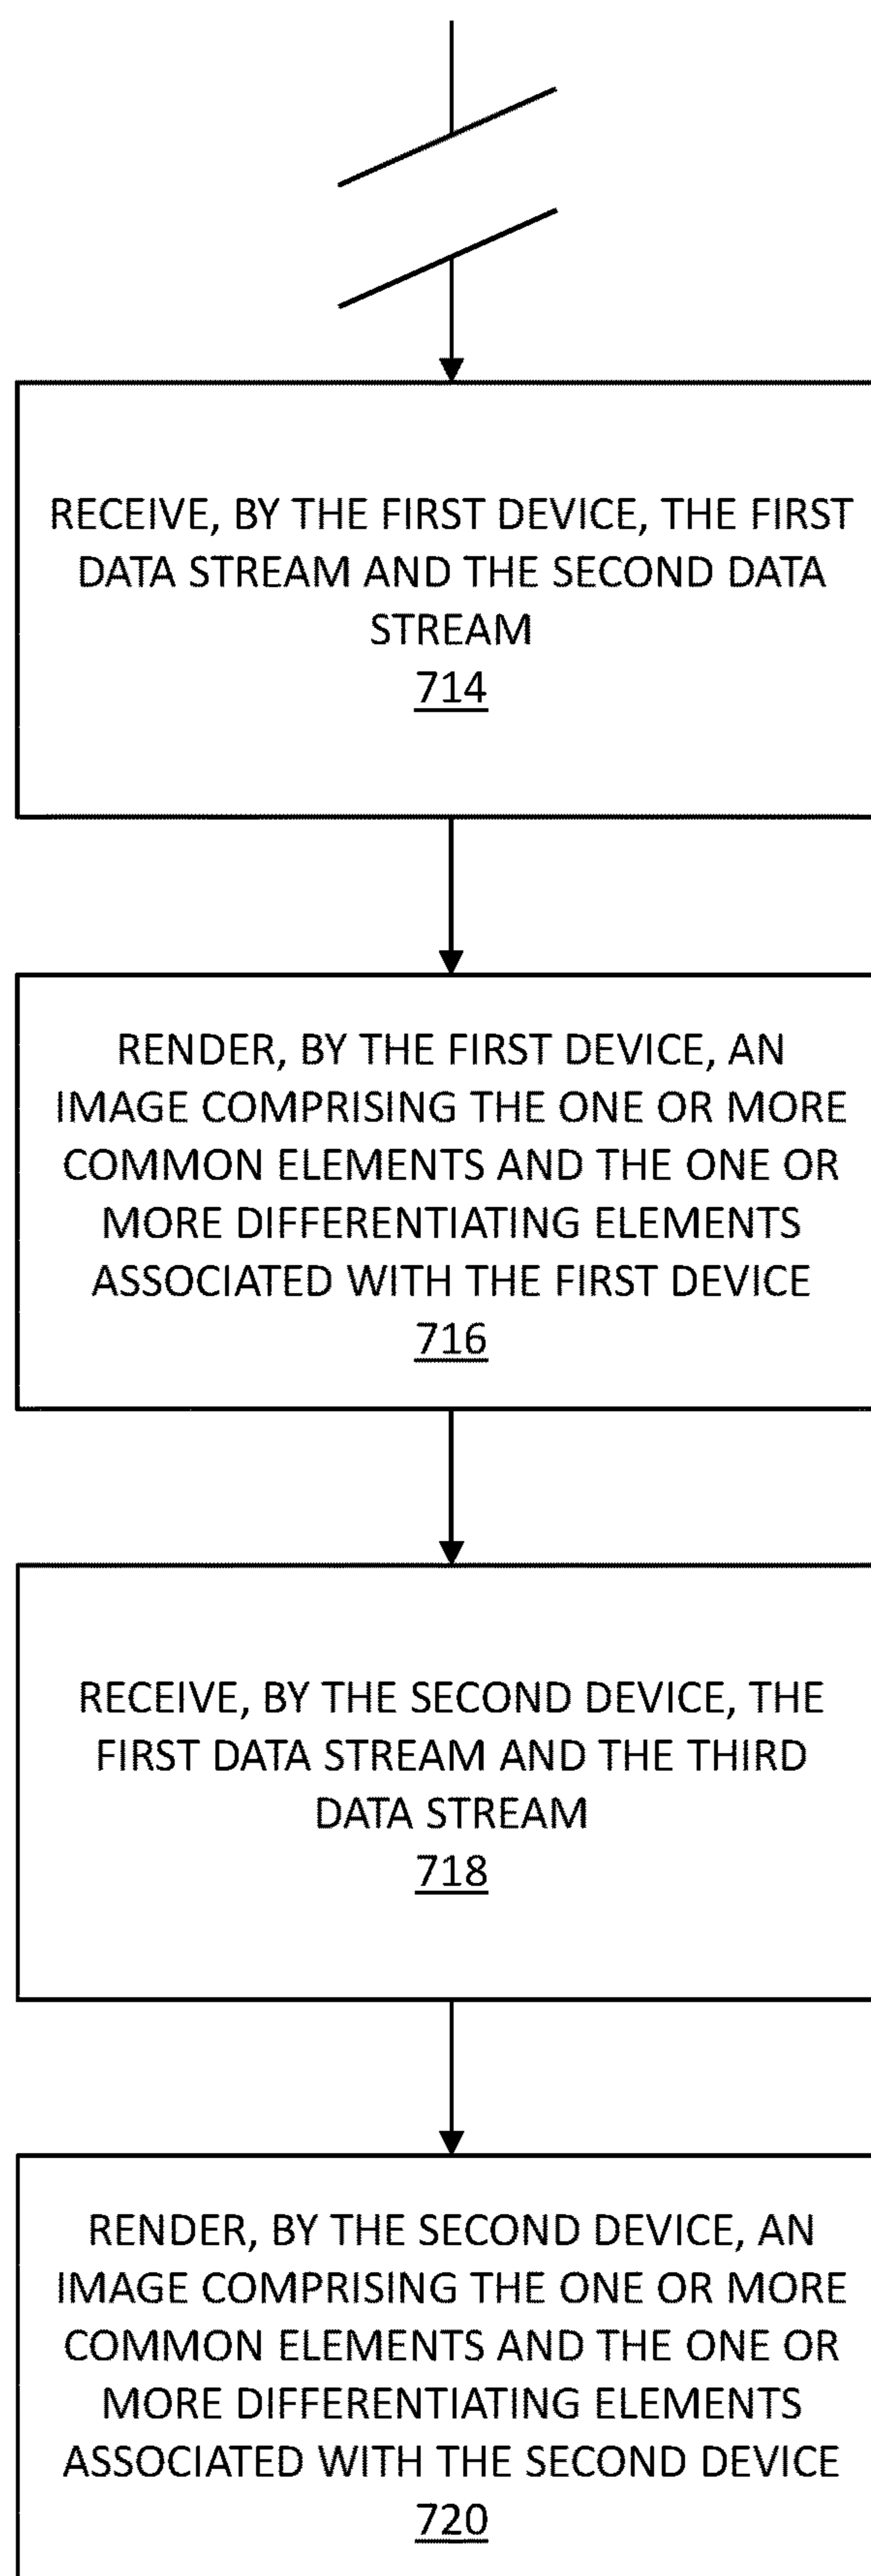 RECEIVE, BY THE FIRST DEVICE, THE FIRST
DATA STREAM AND THE SECOND DATA
STREAM
714
RENDER, BY THE FIRST DEVICE, AN
IMAGE COMPRISING THE ONE OR MORE
COMMON ELEMENTS AND THE ONE OR
MORE DIFFERENTIATING ELEMENTS
ASSOCIATED WITH THE FIRST DEVICE
716
RECEIVE, BY THE SECOND DEVICE, THE
FIRST DATA STREAM AND THE THIRD
DATA STREAM
718
RENDER, BY THE SECOND DEVICE, AN
IMAGE COMPRISING THE ONE OR MORE
COMMON ELEMENTS AND THE ONE OR
MORE DIFFERENTIATING ELEMENTS
ASSOCIATED WITH THE SECOND DEVICE
720